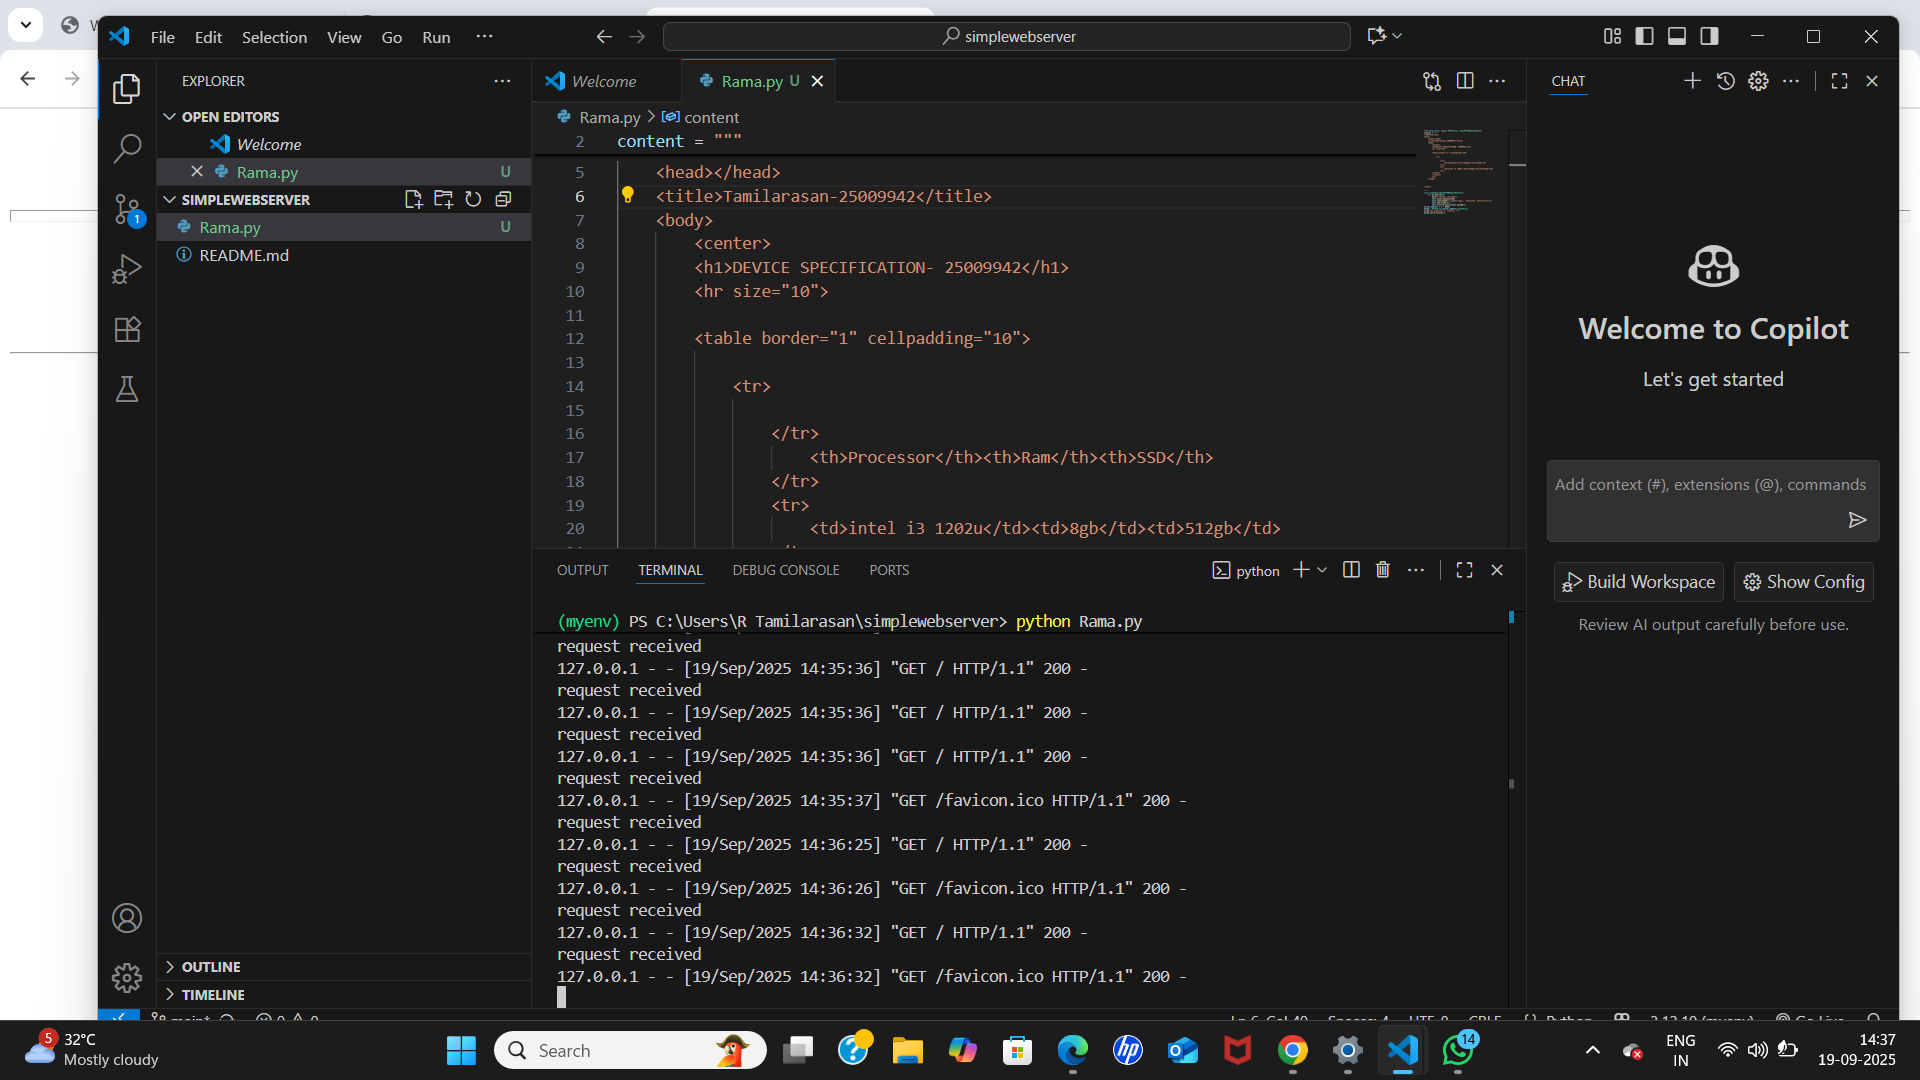 File Edit Selection View Go Run ...
simplewebserver
EXPLORER
OPEN EDITORS
Welcome
Rama.py U
SIMPLEWEBSERVER
Rama.py U
README.md
OUTLINE
TIMELINE
1
Welcome
Rama.py U
Rama.py > content
2 content = """
5 <head></head>
6 <title>Tamilarasan-25009942</title>
7 <body>
8 <center>
9 <h1>DEVICE SPECIFICATION- 25009942</h1>
10 <hr size="10">
11
12 <table border="1" cellpadding="10">
13
14 <tr>
15
16 </tr>
17 <th>Processor</th><th>Ram</th><th>SSD</th>
18 </tr>
19 <tr>
20 <td>intel i3 1202u</td><td>8gb</td><td>512gb</td>
OUTPUT TERMINAL DEBUG CONSOLE PORTS
python
(myenv) PS C:\Users\R Tamilarasan\simplewebserver> python Rama.py
request received
127.0.0.1 - - [19/Sep/2025 14:35:36] "GET / HTTP/1.1" 200 -
request received
127.0.0.1 - - [19/Sep/2025 14:35:36] "GET / HTTP/1.1" 200 -
request received
127.0.0.1 - - [19/Sep/2025 14:35:36] "GET / HTTP/1.1" 200 -
request received
127.0.0.1 - - [19/Sep/2025 14:35:37] "GET /favicon.ico HTTP/1.1" 200 -
request received
127.0.0.1 - - [19/Sep/2025 14:36:25] "GET / HTTP/1.1" 200 -
request received
127.0.0.1 - - [19/Sep/2025 14:36:26] "GET /favicon.ico HTTP/1.1" 200 -
request received
127.0.0.1 - - [19/Sep/2025 14:36:32] "GET / HTTP/1.1" 200 -
request received
127.0.0.1 - - [19/Sep/2025 14:36:32] "GET /favicon.ico HTTP/1.1" 200 -
CHAT
Welcome to Copilot
Let's get started
Add context (#), extensions (@), commands
Build Workspace
Show Config
Review AI output carefully before use.
5
32°C
Mostly cloudy
Search
hp
14
ENG
IN
14:37
19-09-2025